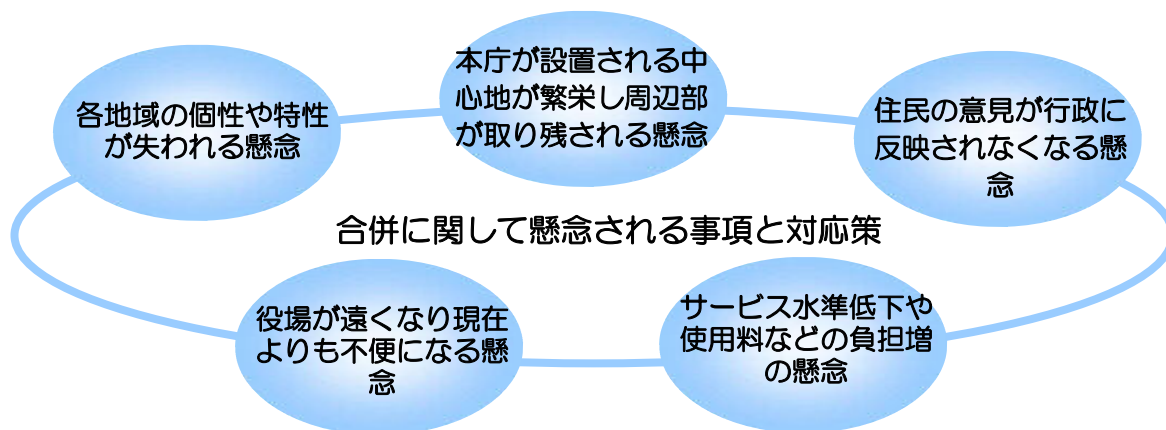 各地域の個性や特性
が失われる懸念
本庁が設置される中
心地が繁栄し周辺部
が取り残される懸念
住民の意見が行政に
反映されなくなる懸
念
合併に関して懸念される事項と対応策
役場が遠くなり現在
よりも不便になる懸
念
サービス水準低下や
使用料などの負担増
の懸念